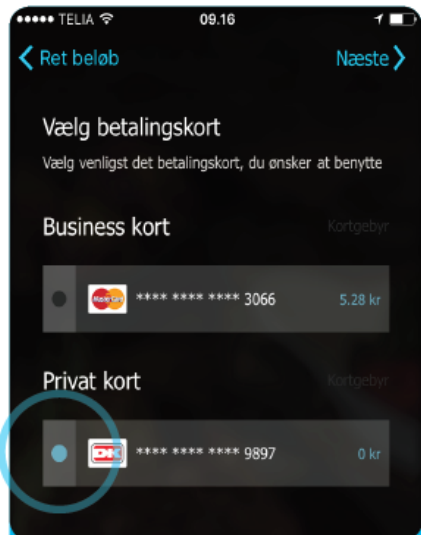 TELIA 09.16
Ret beløb Næste
Vælg betalingskort
Vælg venligst det betalingskort, du ønsker at benytte
Business kort Kortgebyr
MasterCard **** **** **** 3066 5.28 kr
Privat kort Kortgebyr
DK **** **** **** 9897 0 kr